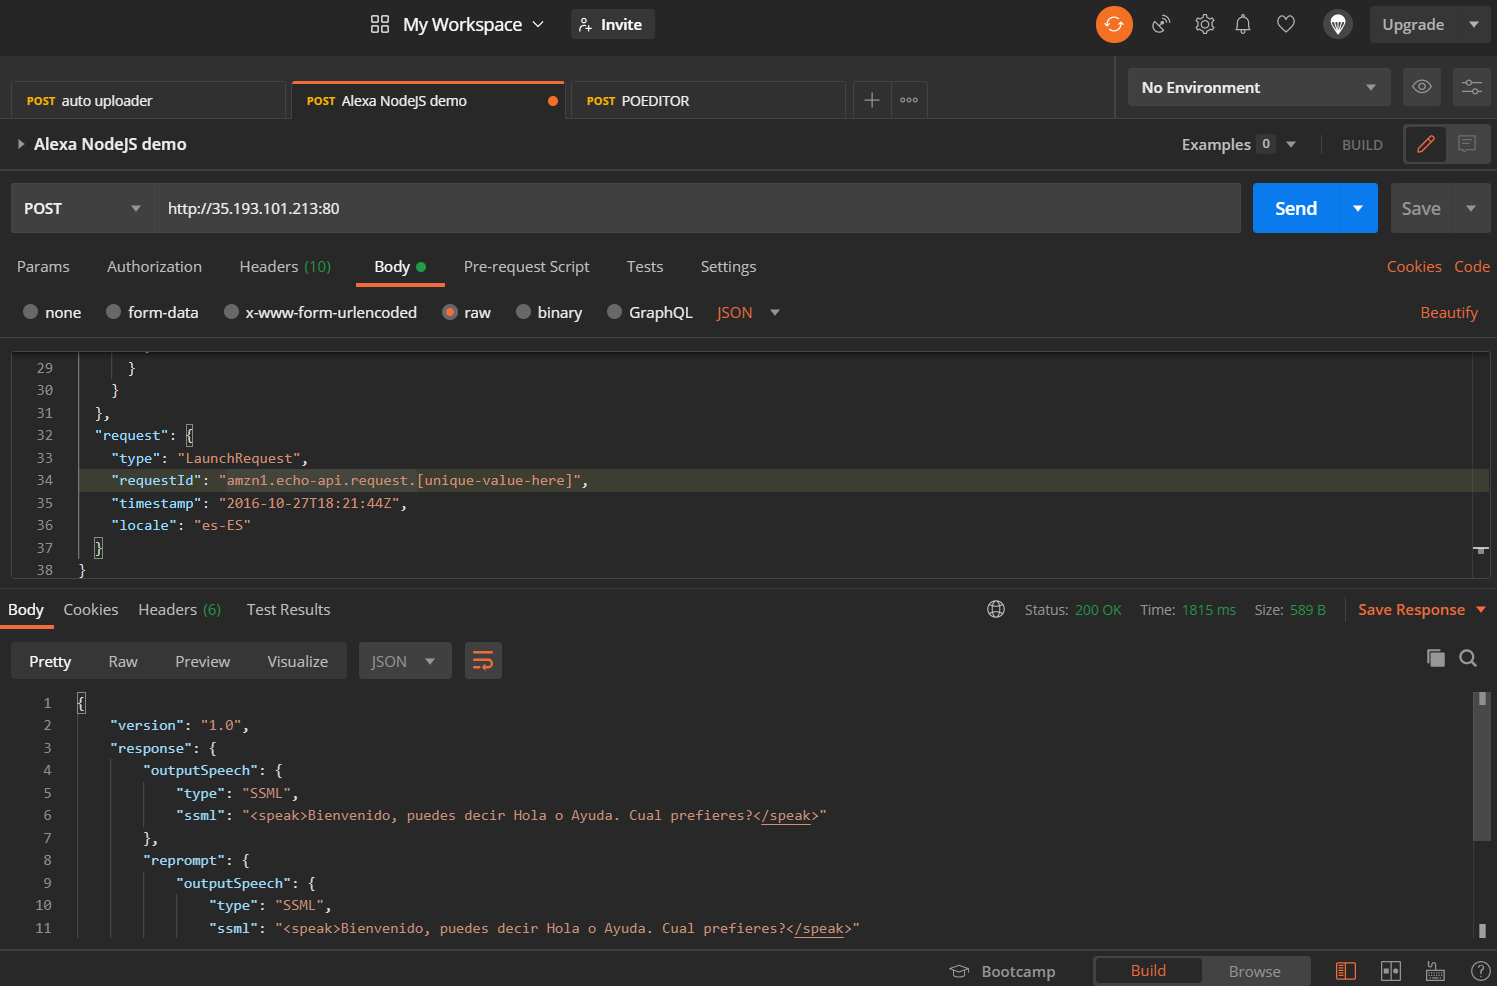 My Workspace Invite Upgrade
POST auto uploader POST Alexa NodeJS demo POST POEDITOR No Environment
Alexa NodeJS demo Examples 0 BUILD
POST http://35.193.101.213:80 Send Save
Params Authorization Headers (10) Body Pre-request Script Tests Settings Cookies Code
none form-data x-www-form-urlencoded raw binary GraphQL JSON Beautify
29 }
30 }
31 },
32 "request": {
33 "type": "LaunchRequest",
34 "requestId": "amzn1.echo-api.request.[unique-value-here]",
35 "timestamp": "2016-10-27T18:21:44Z",
36 "locale": "es-ES"
37 }
38 }
Body Cookies Headers (6) Test Results Status: 200 OK Time: 1815 ms Size: 589 B Save Response
Pretty Raw Preview Visualize JSON
1 {
2 "version": "1.0",
3 "response": {
4 "outputSpeech": {
5 "type": "SSML",
6 "ssml": "<speak>Bienvenido, puedes decir Hola o Ayuda. Cual prefieres?</speak>"
7 },
8 "reprompt": {
9 "outputSpeech": {
10 "type": "SSML",
11 "ssml": "<speak>Bienvenido, puedes decir Hola o Ayuda. Cual prefieres?</speak>"
Bootcamp Build Browse